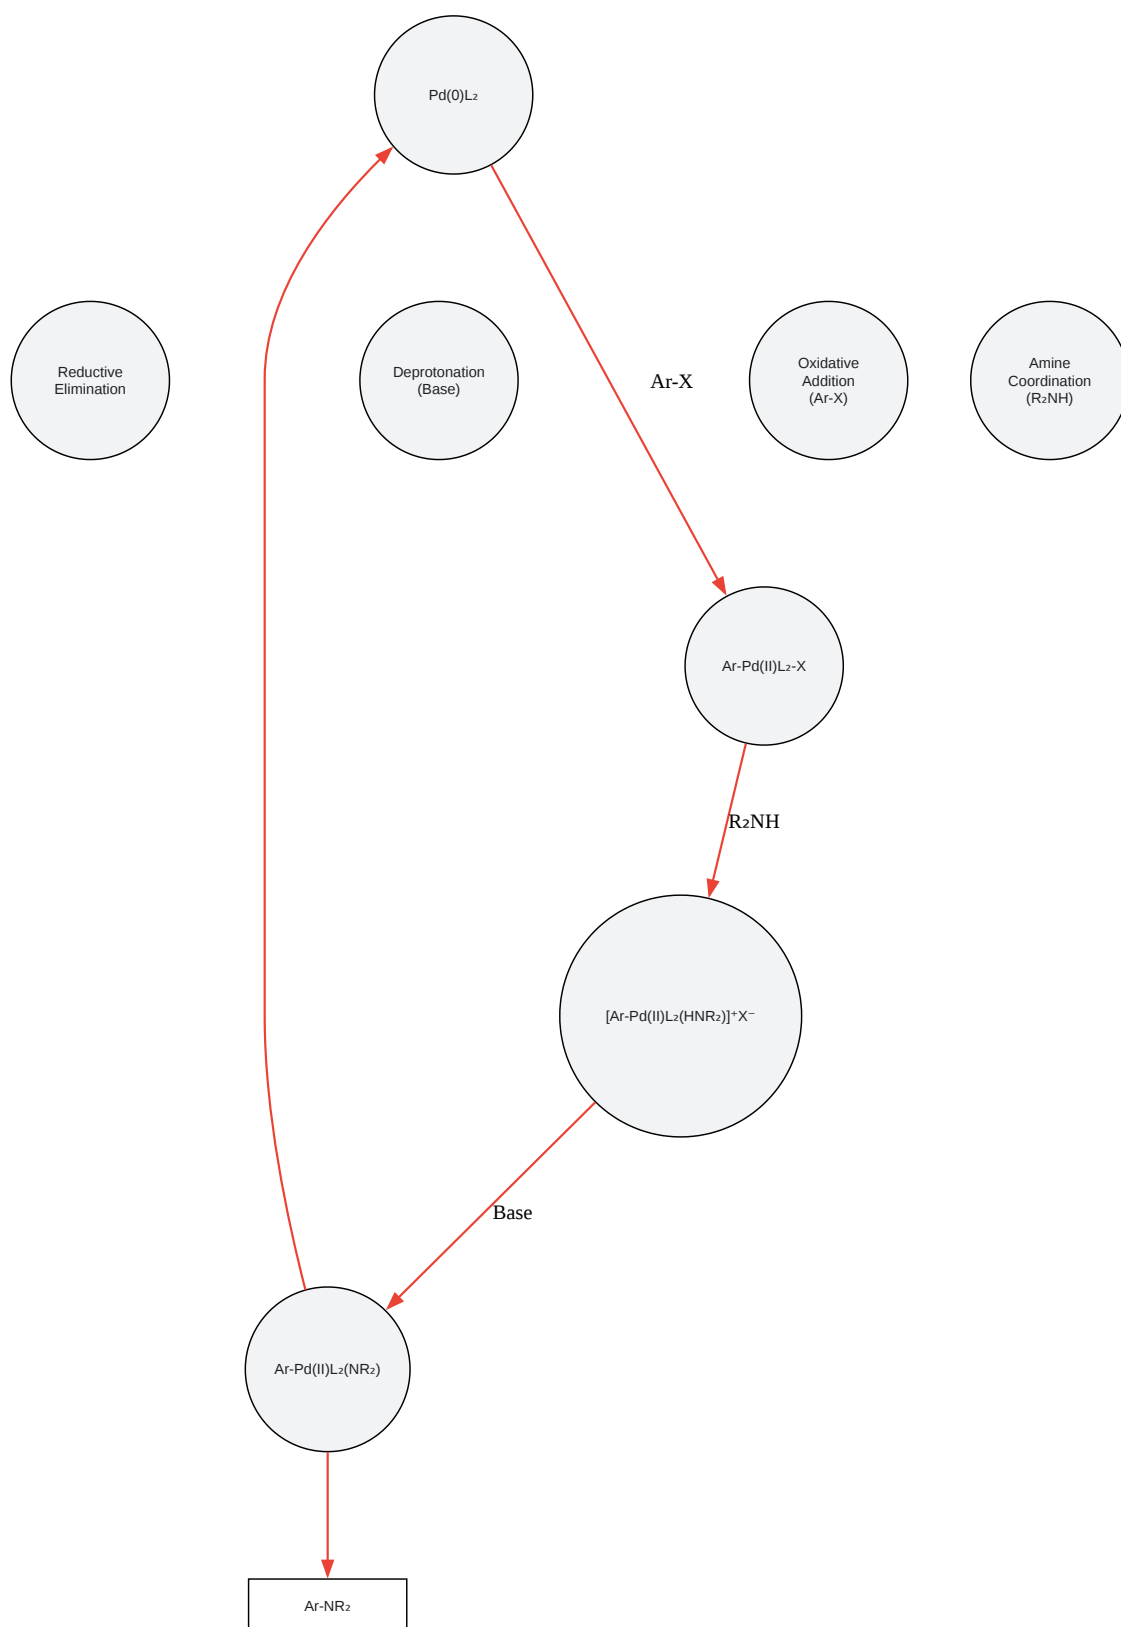 Pd(0)L₂
Reductive
Elimination
Deprotonation
(Base)
Ar-X
Oxidative
Addition
(Ar-X)
Amine
Coordination
(R₂NH)
Ar-Pd(II)L₂-X
R₂NH
[Ar-Pd(II)L₂(HNR₂)]⁺X⁻
Base
Ar-Pd(II)L₂(NR₂)
Ar-NR₂